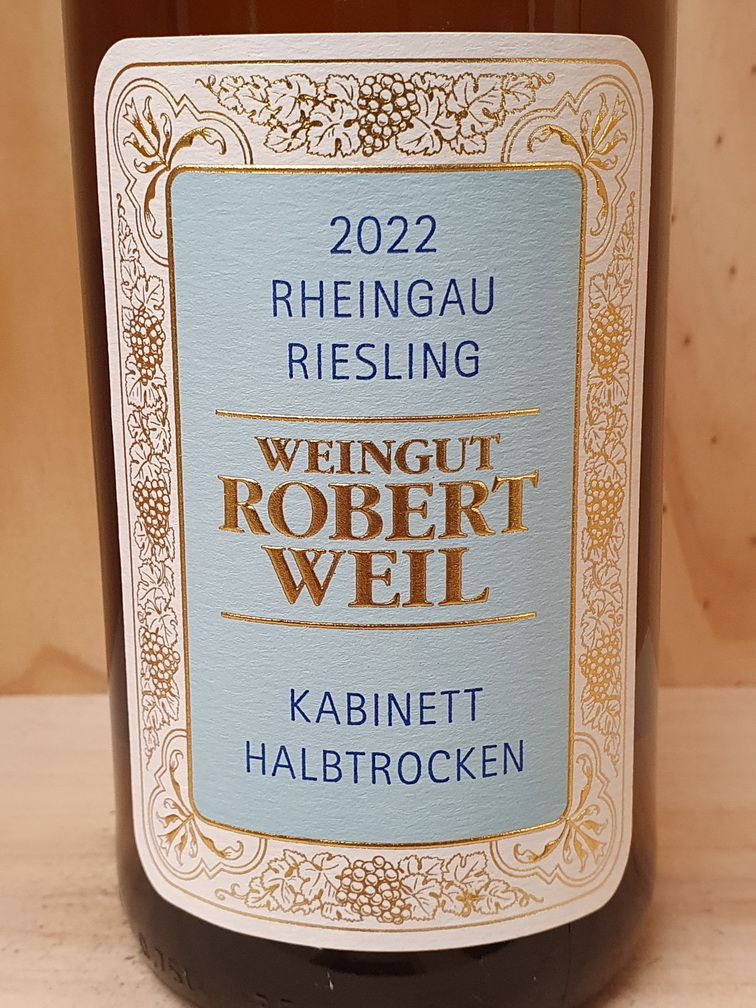 2022
RHEINGAU
RIESLING
WEINGUT
ROBERT
WEIL
KABINETT
HALBTROCKEN